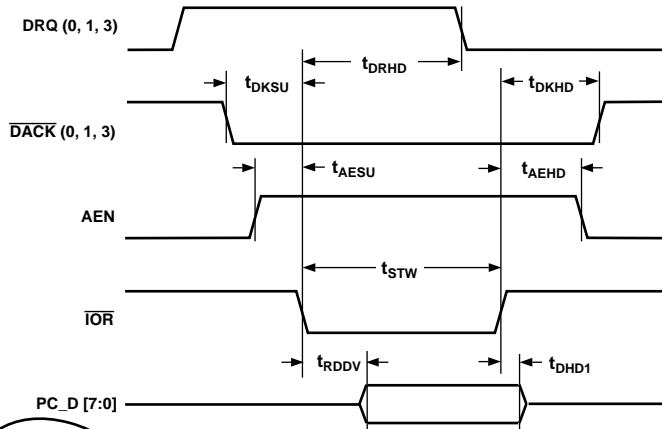 DRQ (0, 1, 3)
tDRHD
tDKSU
tDKHD
DACK (0, 1, 3)
tAESU
tAEHD
AEN
tSTW
IOR
tRDDV
tDHD1
PC_D [7:0]